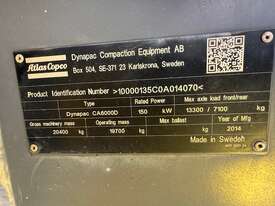 Atlas Copco
Dynapac Compaction Equipment AB
Box 504, SE-371 23 Karlskrona, Sweden
Product Identification Number >10000135C0A014070<
Type Rated Power Max axle load front/rear
Dynapac CA6000D 150 kW 13300 / 7100 kg
Gross machinery mass Operating mass Max ballast Year of Mfg
20400 kg 19700 kg kg 2014
Made in Sweden